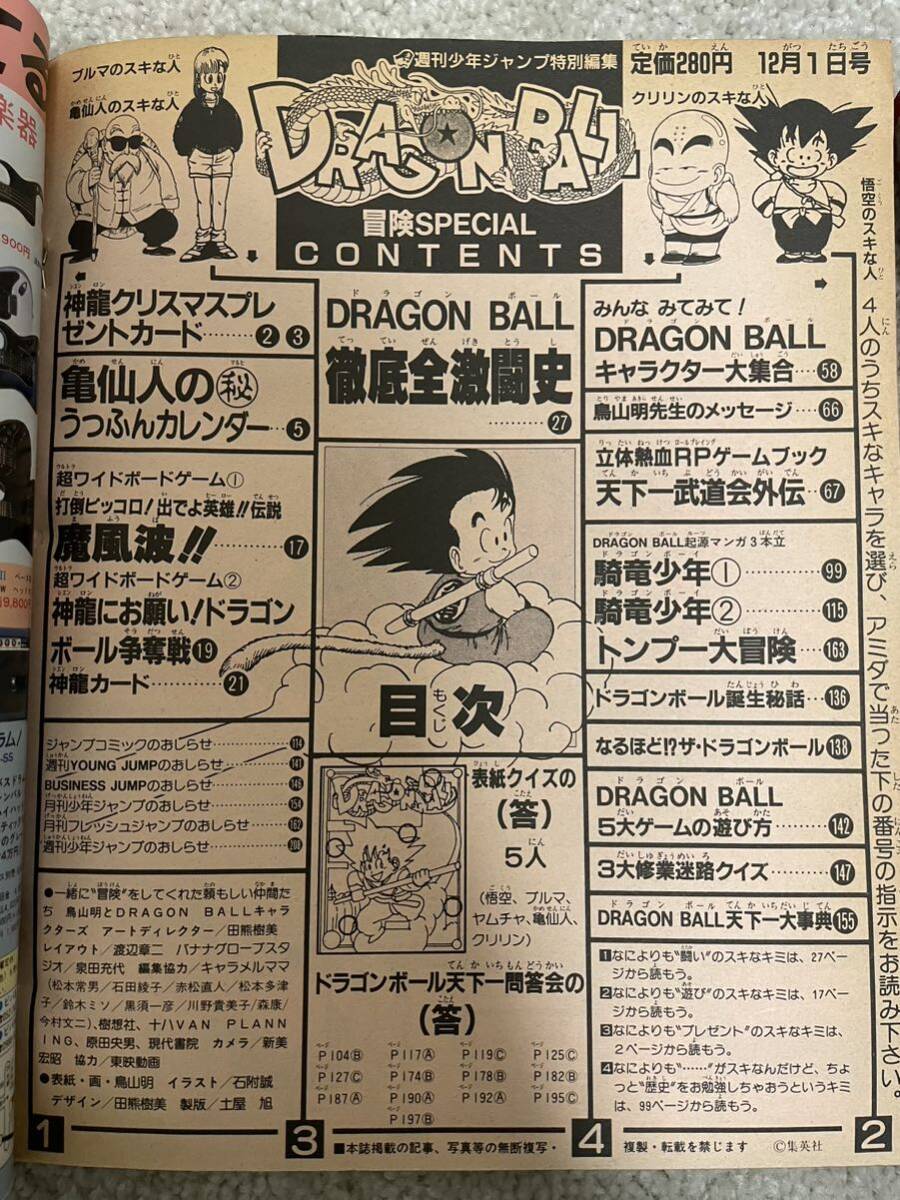 週刊少年ジャンプ特別編集
定価280円 12月1日号
DRAGON BALL
冒険SPECIAL
CONTENTS
ブルマのスキな人
亀仙人のスキな人
クリリンのスキな人
悟空のスキな人
4人のうちスキなキャラを選び、アミダで当った下の番号の指示をお読み下さい。
神龍クリスマスプレ
ゼントカード………❷❸
亀仙人の㊙
うっふんカレンダー…❺
超ワイドボードゲーム①
打倒ピッコロ!出でよ英雄!!伝説
魔風波!!……⓱
超ワイドボードゲーム②
神龍にお願い!ドラゴン
ボール争奪戦⓳
神龍カード………21
ジャンプコミックのおしらせ………114
週刊YOUNG JUMPのおしらせ………141
BUSINESS JUMPのおしらせ………146
月刊少年ジャンプのおしらせ………154
月刊フレッシュジャンプのおしらせ……162
週刊少年ジャンプのおしらせ………200
●一緒に"冒険"をしてくれた頼もしい仲間た
ち 鳥山明とDRAGON BALLキャラ
クターズ アートディレクター/田熊樹美
レイアウト/渡辺章二 バナナグローブスタ
ジオ/泉田充代 編集協力/キャラメルママ
(松本常男/石田綾子/赤松直人/松本多津
子/鈴木ミソ/黒須一彦/川野貴美子/森康/
今村文二)、樹想社、十八VAN PLANN
ING、原田央男、現代書院 カメラ/新美
宏昭 協力/東映動画
●表紙・画・鳥山明 イラスト/石附誠
デザイン/田熊樹美 製版/土屋 旭
DRAGON BALL
徹底全激闘史
………27
目次
表紙クイズの
(答)
5人
(悟空、ブルマ、
ヤムチャ、亀仙人、
クリリン)
ドラゴンボール天下一問答会の
(答)
P104Ⓑ P117Ⓐ P119Ⓒ P125Ⓒ
P127Ⓒ P174Ⓑ P178Ⓑ P182Ⓑ
P187Ⓐ P190Ⓐ P192Ⓐ P195Ⓒ
P197Ⓑ
みんな みてみて!
DRAGON BALL
キャラクター大集合…58
鳥山明先生のメッセージ…66
立体熱血RPゲームブック
天下一武道会外伝…67
DRAGON BALL起源マンガ3本立
騎竜少年①………99
騎竜少年②………115
トンプー大冒険…163
ドラゴンボール誕生秘話…136
なるほど!?ザ・ドラゴンボール138
DRAGON BALL
5大ゲームの遊び方……142
3大修業迷路クイズ……147
DRAGON BALL天下一大事典155
1なによりも"闘い"のスキなキミは、27ペー
ジから読もう。
2なによりも"遊び"のスキなキミは、17ペー
ジから読もう。
3なによりも"プレゼント"のスキなキミは、
2ページから読もう。
4なによりも"……"がスキなんだけど、ちょ
っと"歴史"をお勉強しちゃおうというキミ
は、99ページから読もう。
1 3 4 2
■本誌掲載の記事、写真等の無断複写・
複製・転載を禁じます ©集英社
楽器